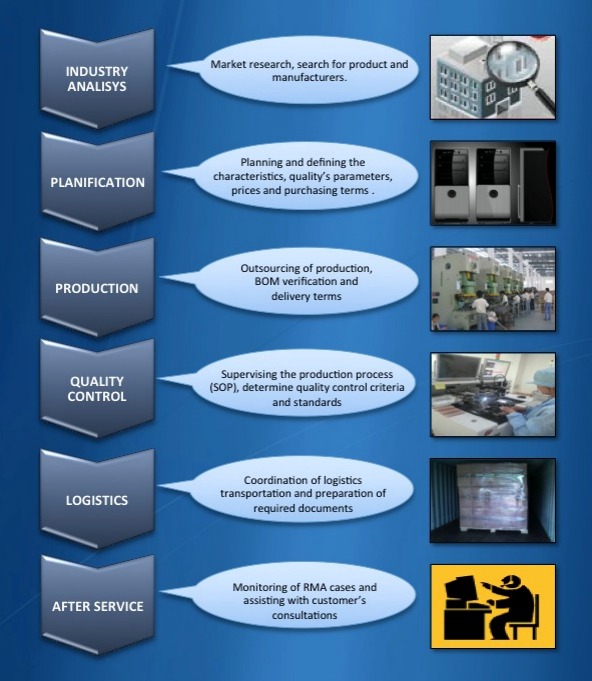 INDUSTRY
ANALISYS
Market research, search for product and
manufacturers.
PLANIFICATION
Planning and defining the
characteristics, quality's parameters,
prices and purchasing terms .
PRODUCTION
Outsourcing of production,
BOM verification and
delivery terms
QUALITY
CONTROL
Supervising the production process
(SOP), determine quality control criteria
and standards
LOGISTICS
Coordination of logistics
transportation and preparation of
required documents
AFTER SERVICE
Monitoring of RMA cases and
assisting with customer's
consultations